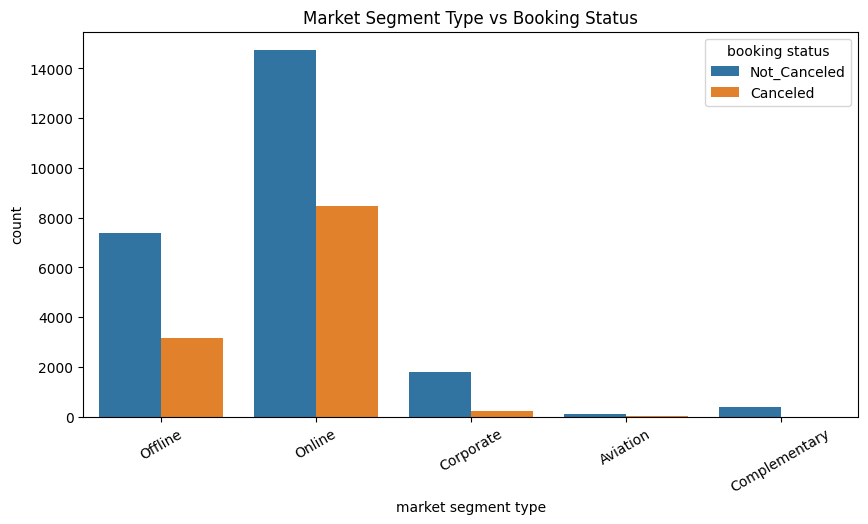 Market Segment Type vs Booking Status
booking status
Not_Canceled
Canceled
count
14000
12000
10000
8000
6000
4000
2000
0
Offline
Online
Corporate
Aviation
Complementary
market segment type